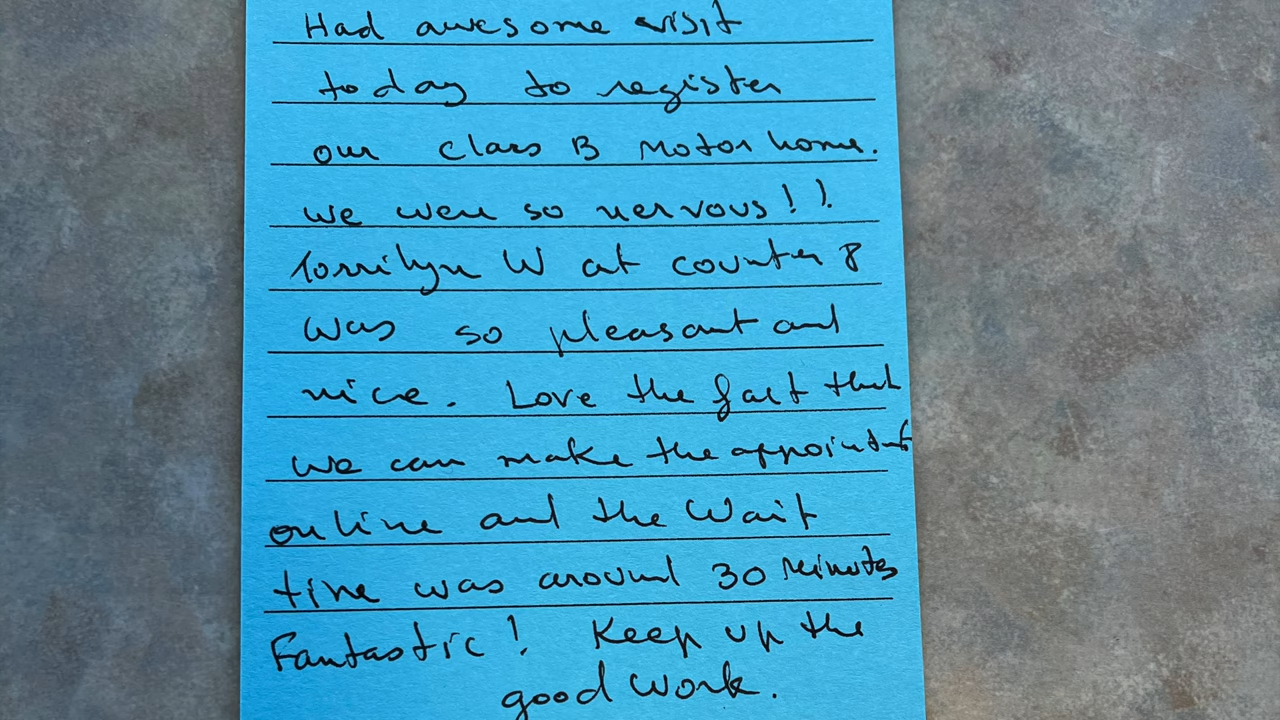 Had awesome visit
today to register
our class B Motor home.
we were so nervous!!
Torrilyn W at counter 8
was so pleasant and
nice. Love the fact that
we can make the appointmt
online and the Wait
time was around 30 minutes
Fantastic! Keep up the
good work.